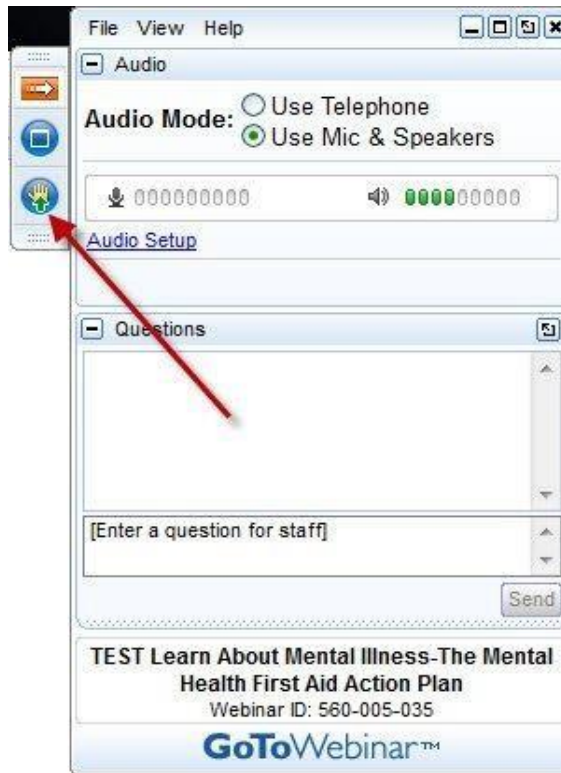 File View Help
Audio
Audio Mode: Use Telephone
Use Mic & Speakers
000000000 000000000
Audio Setup
Questions
[Enter a question for staff]
Send
TEST Learn About Mental Illness-The Mental
Health First Aid Action Plan
Webinar ID: 560-005-035
GoToWebinar™